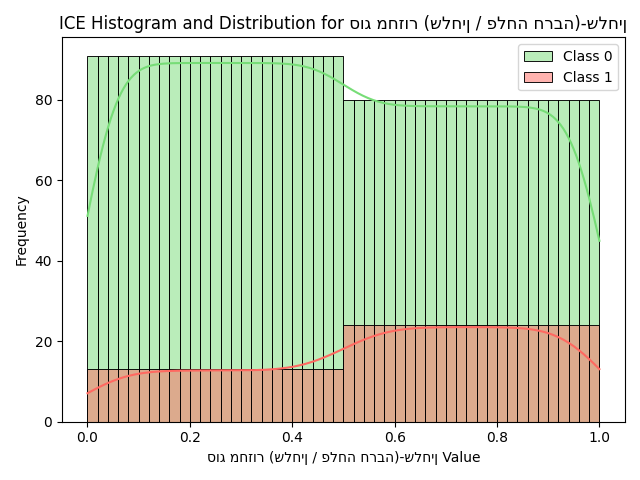 ICE Histogram and Distribution for סוג מחזור (שלחין / פלחה חרבה)-שלחין
Class 0
Class 1
Frequency
80
60
40
20
0
0.0 0.2 0.4 0.6 0.8 1.0
סוג מחזור (שלחין / פלחה חרבה)-שלחין Value